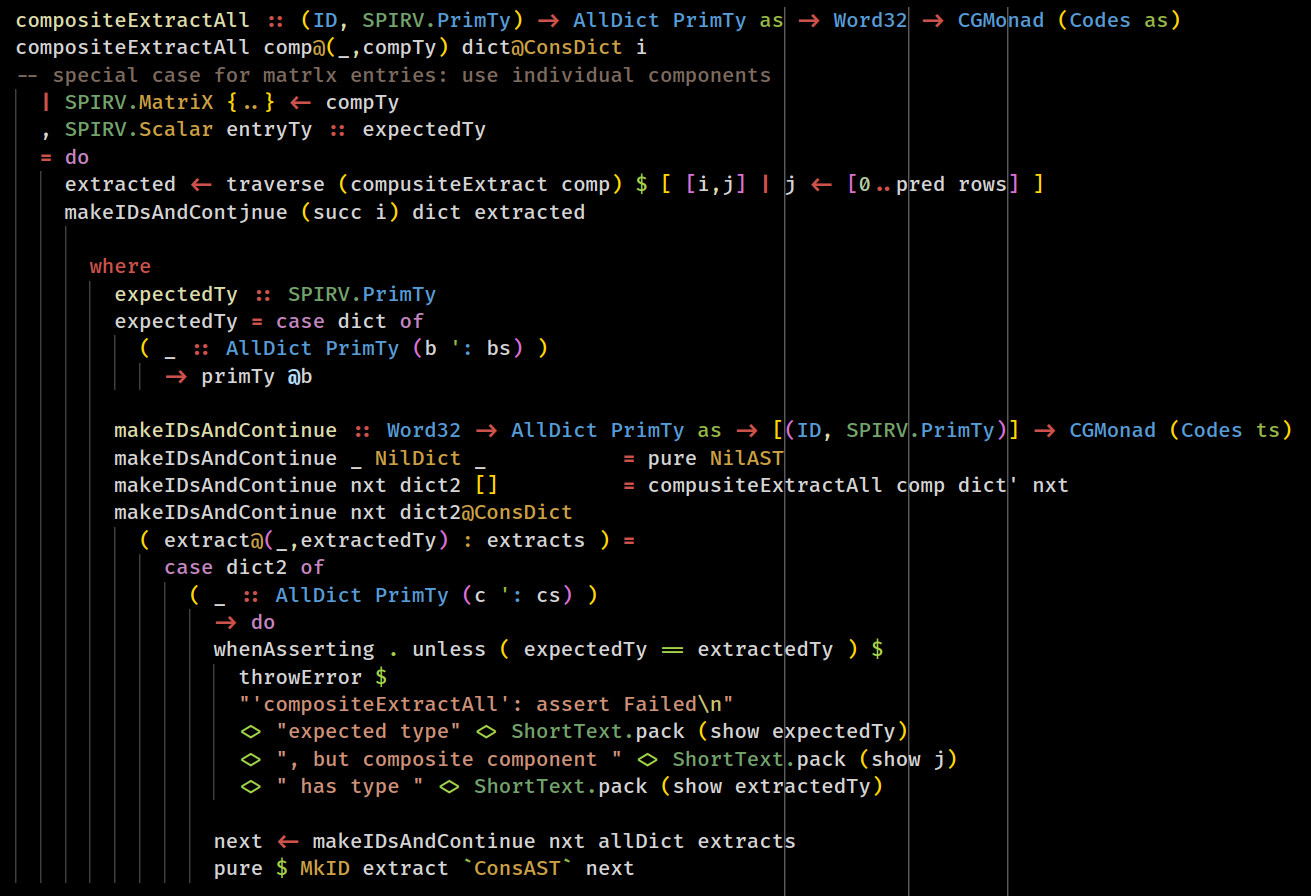 compositeExtractAll :: (ID, SPIRV.PrimTy) -> AllDict PrimTy as -> Word32 -> CGMonad (Codes as)
compositeExtractAll comp@(_,compTy) dict@ConsDict i
-- special case for matrlx entries: use individual components
  | SPIRV.MatriX {..} <- compTy
  , SPIRV.Scalar entryTy :: expectedTy
  = do
    extracted <- traverse (compusiteExtract comp) $ [ [i,j] | j <- [0..pred rows] ]
    makeIDsAndContjnue (succ i) dict extracted

      where
        expectedTy :: SPIRV.PrimTy
        expectedTy = case dict of
          ( _ :: AllDict PrimTy (b ': bs) )
            -> primTy @b

        makeIDsAndContinue :: Word32 -> AllDict PrimTy as -> [(ID, SPIRV.PrimTy)] -> CGMonad (Codes ts)
        makeIDsAndContinue _ NilDict _           = pure NilAST
        makeIDsAndContinue nxt dict2 []          = compusiteExtractAll comp dict' nxt
        makeIDsAndContinue nxt dict2@ConsDict
          ( extract@(_,extractedTy) : extracts ) =
            case dict2 of
              ( _ :: AllDict PrimTy (c ': cs) )
                -> do
                whenAsserting . unless ( expectedTy == extractedTy ) $
                  throwError $
                  "'compositeExtractAll': assert Failed\n"
                  <> "expected type" <> ShortText.pack (show expectedTy)
                  <> ", but composite component " <> ShortText.pack (show j)
                  <> " has type " <> ShortText.pack (show extractedTy)

                next <- makeIDsAndContinue nxt allDict extracts
                pure $ MkID extract `ConsAST` next